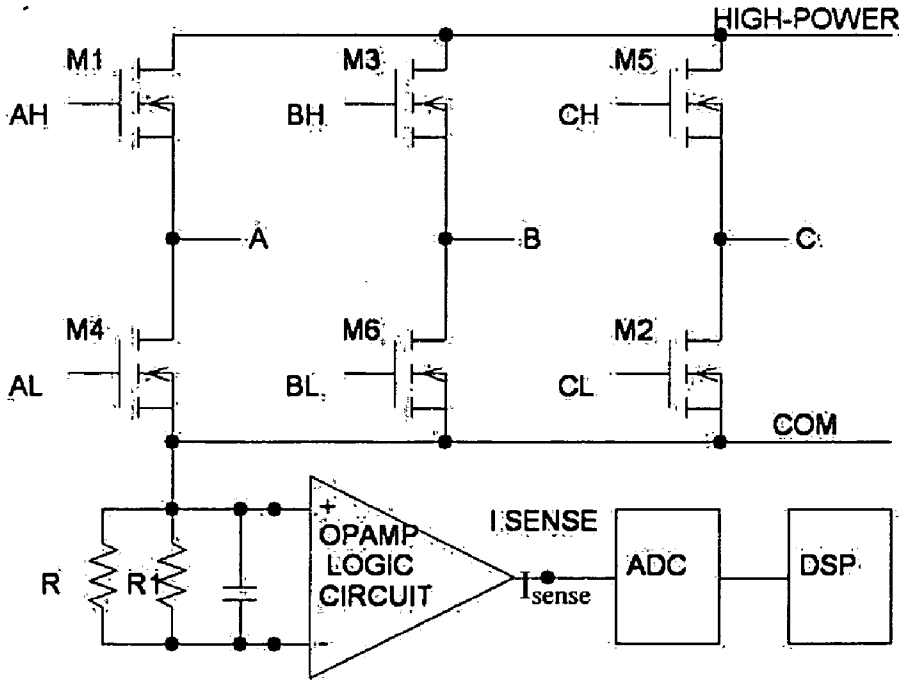 HIGH-POWER
M1
M3
M5
AH
BH
CH
A
B
C
M4
M6
M2
AL
BL
CL
COM
+
OPAMP
LOGIC
CIRCUIT
-
I SENSE
Isense
ADC
DSP
R
R1